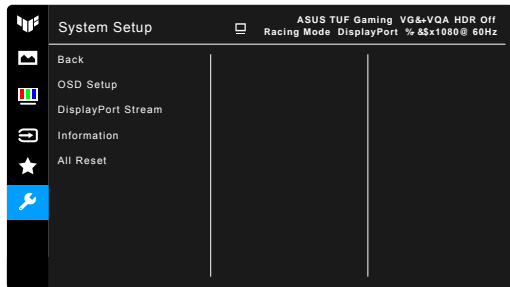 System Setup
ASUS TUF Gaming VG&+VQA HDR Off
Racing Mode DisplayPort % &$x1080@ 60Hz
Back
OSD Setup
DisplayPort Stream
Information
All Reset